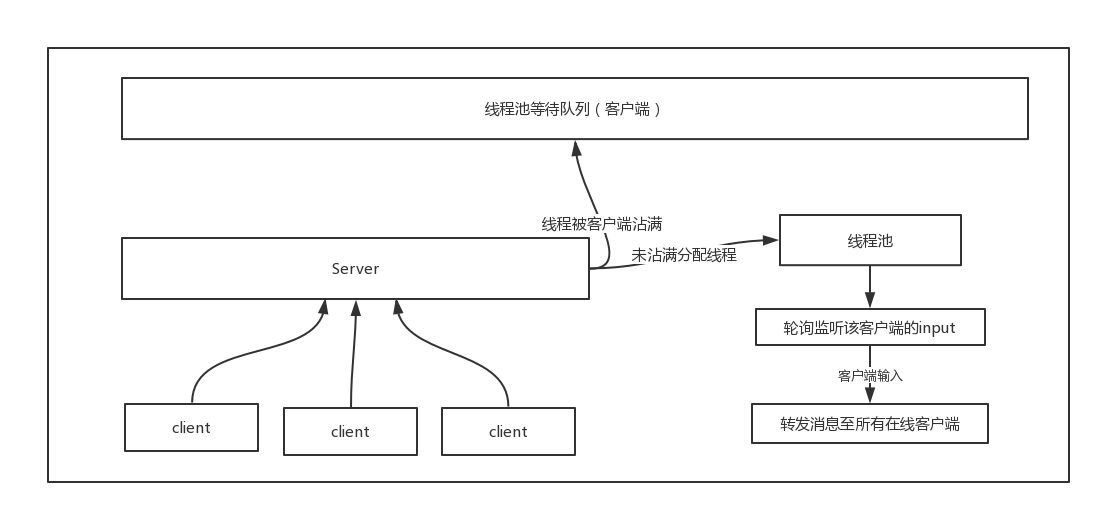 线程池等待队列（客户端）
线程被客户端沾满
未沾满分配线程
线程池
Server
轮询监听该客户端的input
客户端输入
转发消息至所有在线客户端
client
client
client